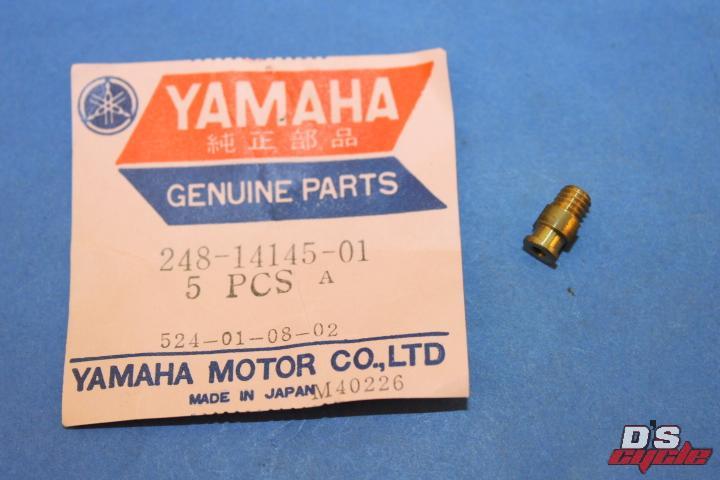 YAMAHA
純正部品
GENUINE PARTS
248-14145-01
5 PCS A
524-01-08-02
YAMAHA MOTOR CO.,LTD
MADE IN JAPAN M40226
D'S
cycle